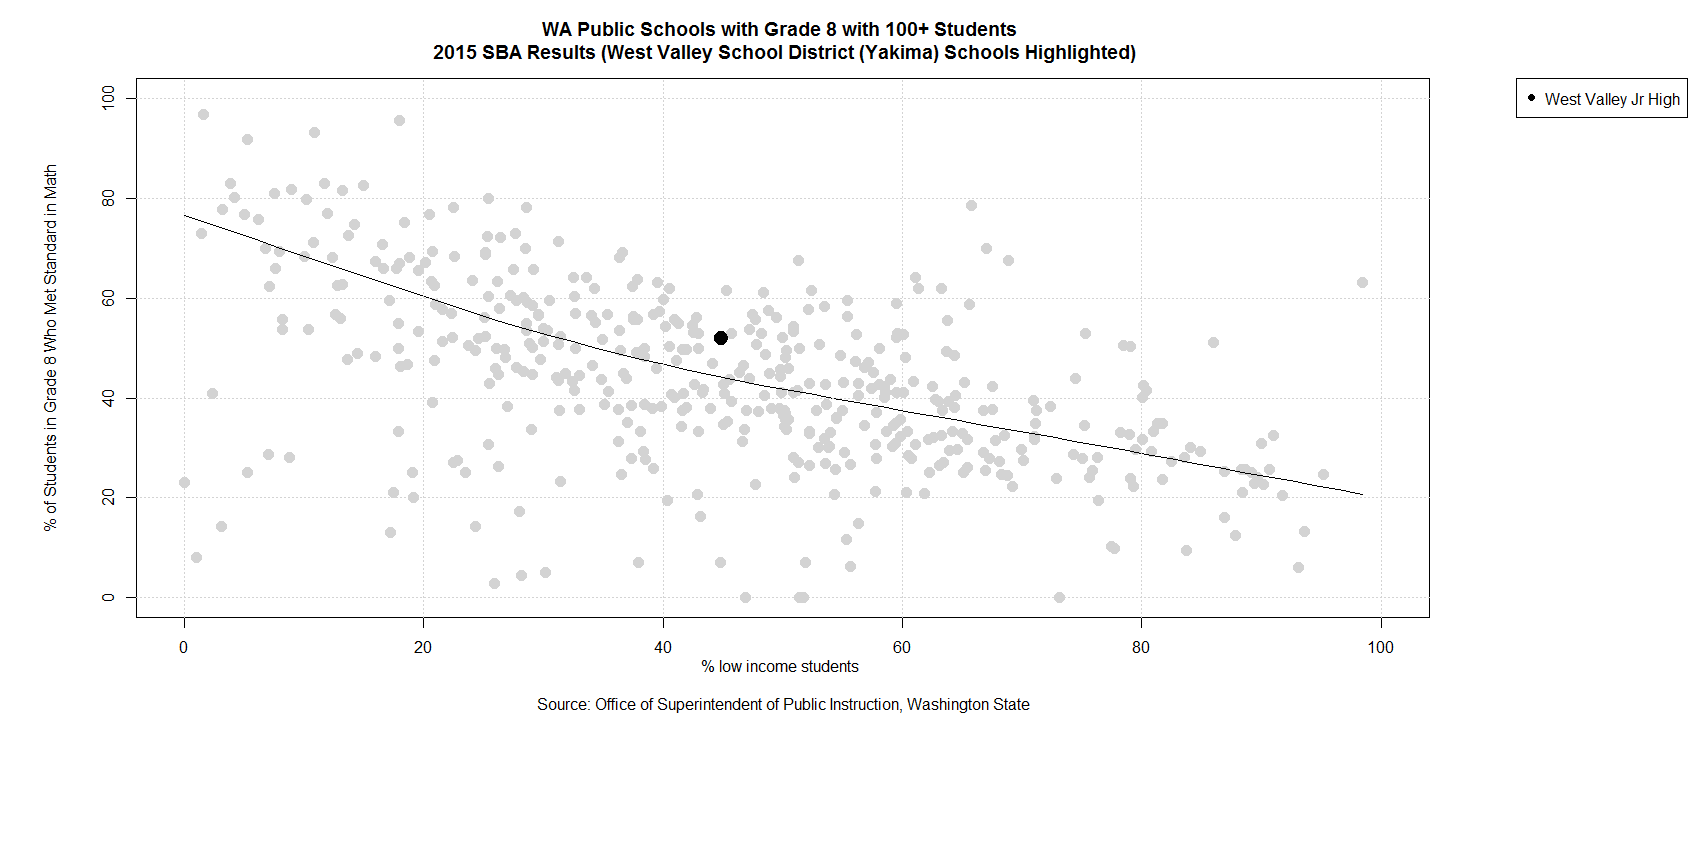 WA Public Schools with Grade 8 with 100+ Students
2015 SBA Results (West Valley School District (Yakima) Schools Highlighted)
West Valley Jr High
% of Students in Grade 8 Who Met Standard in Math
100
80
60
40
20
0
0 20 40 60 80 100
% low income students
Source: Office of Superintendent of Public Instruction, Washington State